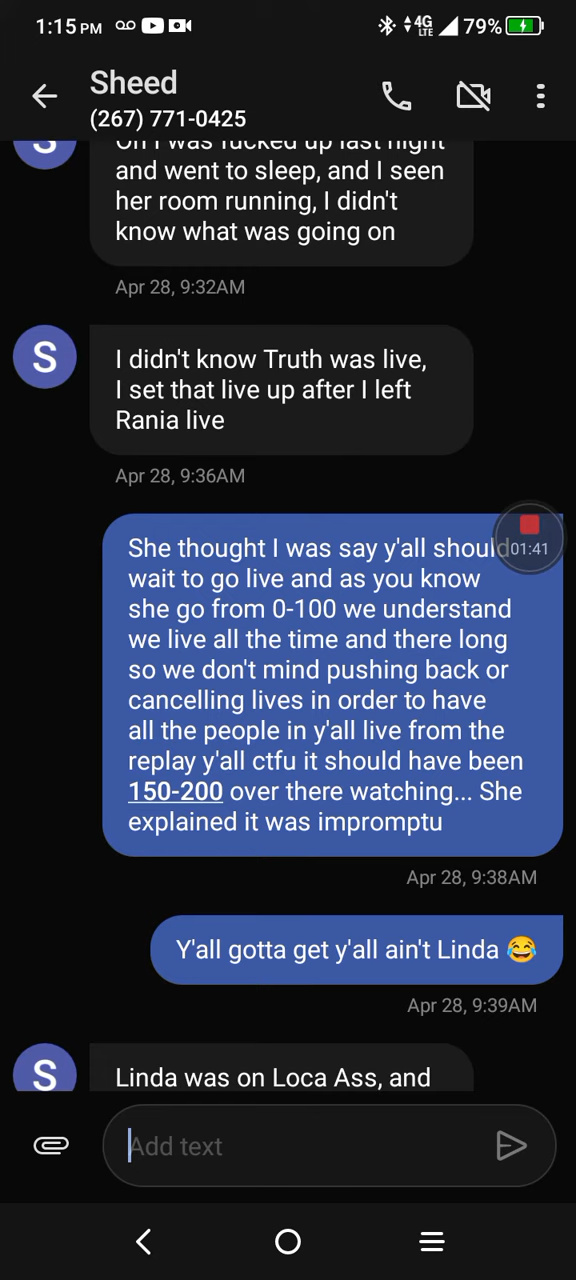 1:15 PM 4G LTE 79%
Sheed
(267) 771-0425
S
Oh I was fucked up last night
and went to sleep, and I seen
her room running, I didn't
know what was going on
Apr 28, 9:32AM
S
I didn't know Truth was live,
I set that live up after I left
Rania live
Apr 28, 9:36AM
She thought I was say y'all should
01:41
wait to go live and as you know
she go from 0-100 we understand
we live all the time and there long
so we don't mind pushing back or
cancelling lives in order to have
all the people in y'all live from the
replay y'all ctfu it should have been
150-200 over there watching... She
explained it was impromptu
Apr 28, 9:38AM
Y'all gotta get y'all ain't Linda 😂
Apr 28, 9:39AM
S
Linda was on Loca Ass, and
Add text